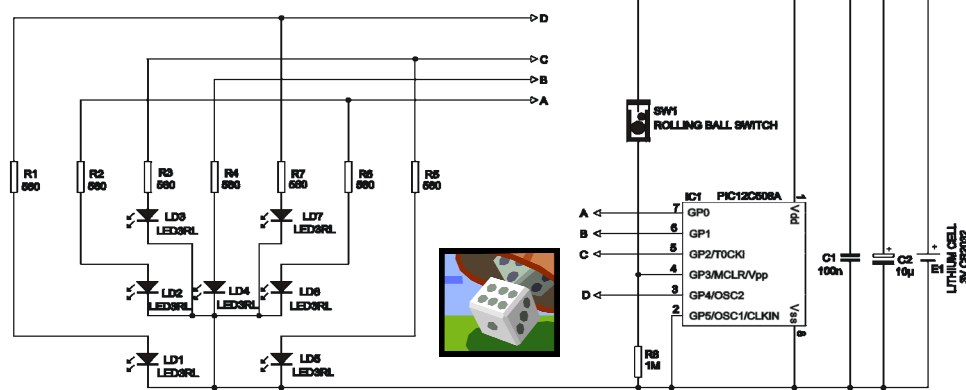 D
C
B
A
SW1
ROLLING BALL SWITCH
R1
560
R2
560
R3
560
R4
560
R7
560
R6
560
R5
560
LD3
LED3RL
LD7
LED3RL
LD2
LED3RL
LD4
LED3RL
LD6
LED3RL
LD1
LED3RL
LD5
LED3RL
IC1 PIC12C508A
A 7 GP0
B 6 GP1
C 5 GP2/T0CKI
4 GP3/MCLR/Vpp
D 3 GP4/OSC2
2 GP5/OSC1/CLKIN
1
Vdd
Vss
8
R8
1M
C1
100n
+
C2
10µ
+
E1
LITHIUM CELL
3V CR2032